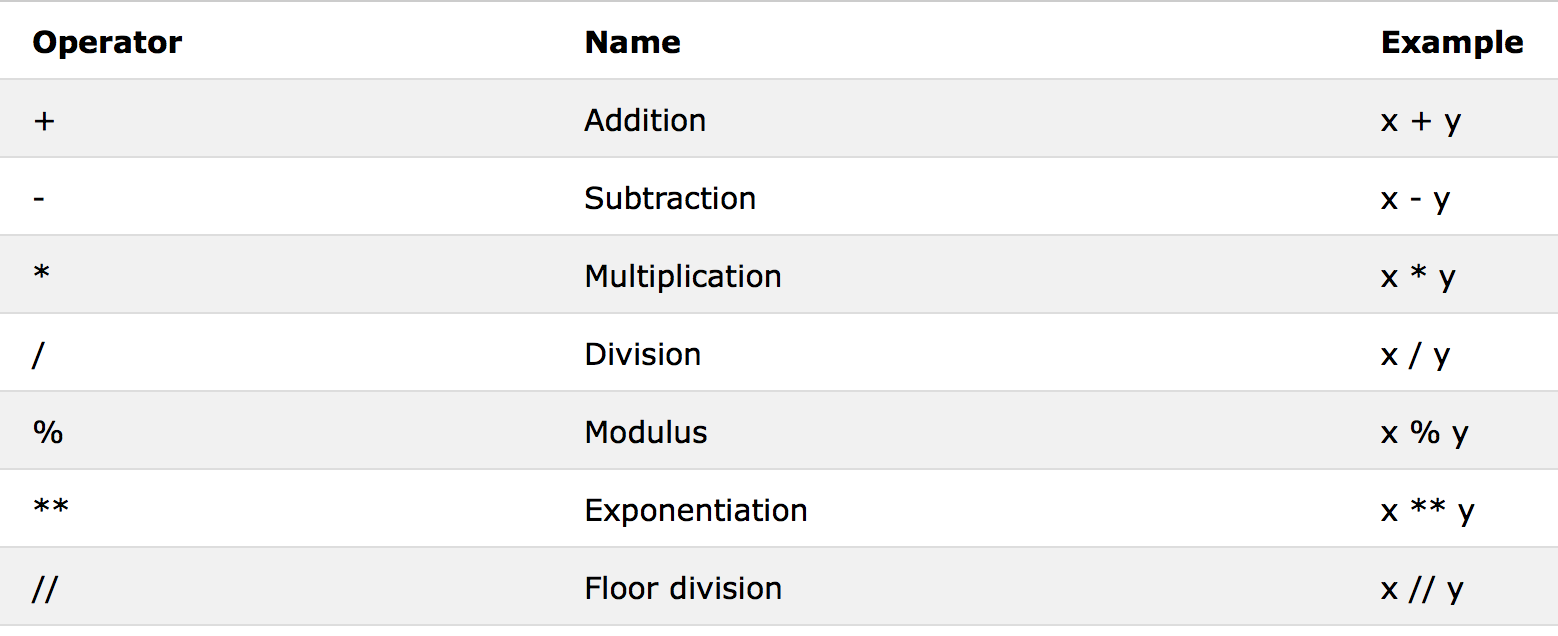 Operator Name Example
+ Addition x + y
- Subtraction x - y
* Multiplication x * y
/ Division x / y
% Modulus x % y
** Exponentiation x ** y
// Floor division x // y